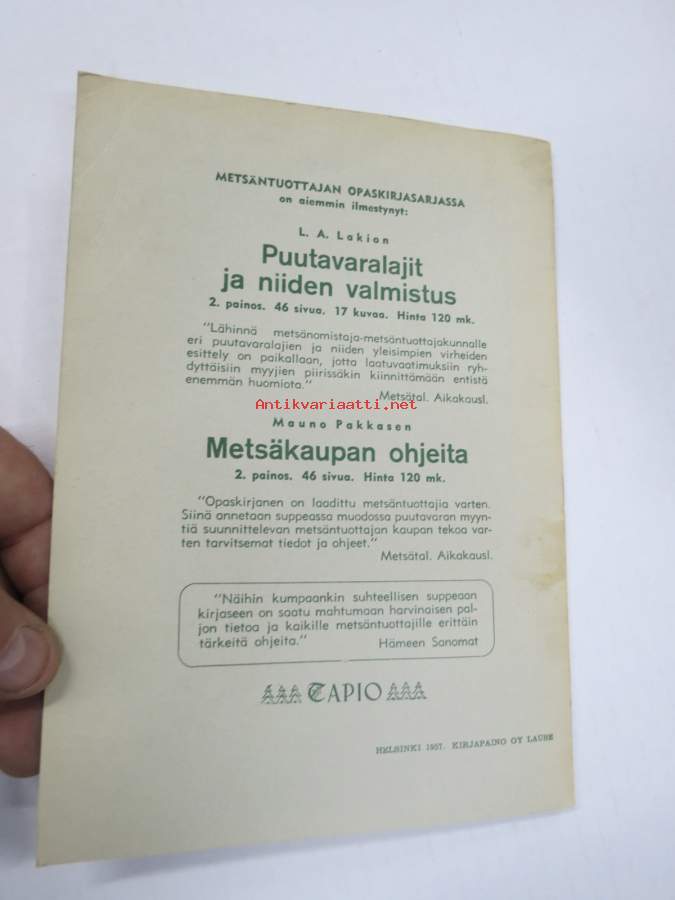 METSÄNTUOTTAJAN OPASKIRJASARJASSA
on aiemmin ilmestynyt:
L. A. Lakion
Puutavaralajit
ja niiden valmistus
2. painos. 46 sivua. 17 kuvaa. Hinta 120 mk.
"Lähinnä metsänomistaja-metsäntuottajakunnalle
eri puutavaralajien ja niiden yleisimpien virheiden
esittely on paikallaan, jotta laatuvaatimuksiin ryh-
dyttäisiin myyjien piirissäkin kiinnittämään entistä
enemmän huomiota."
Metsätal. Aikakausl.
Antikvariaatti.net
Mauno Pakkasen
Metsäkaupan ohjeita
2. painos. 46 sivua. Hinta 120 mk.
"Opaskirjanen on laadittu metsäntuottajia varten.
Siinä annetaan suppeassa muodossa puutavaran myyn-
tiä suunnittelevan metsäntuottajan kaupan tekoa var-
ten tarvitsemat tiedot ja ohjeet."
Metsätal. Aikakausl.
"Näihin kumpaankin suhteellisen suppeaan
kirjaseen on saatu mahtumaan harvinaisen pal-
jon tietoa ja kaikille metsäntuottajille erittäin
tärkeitä ohjeita." Hämeen Sanomat
TAPIO
HELSINKI 1957. KIRJAPAINO OY LAUSE